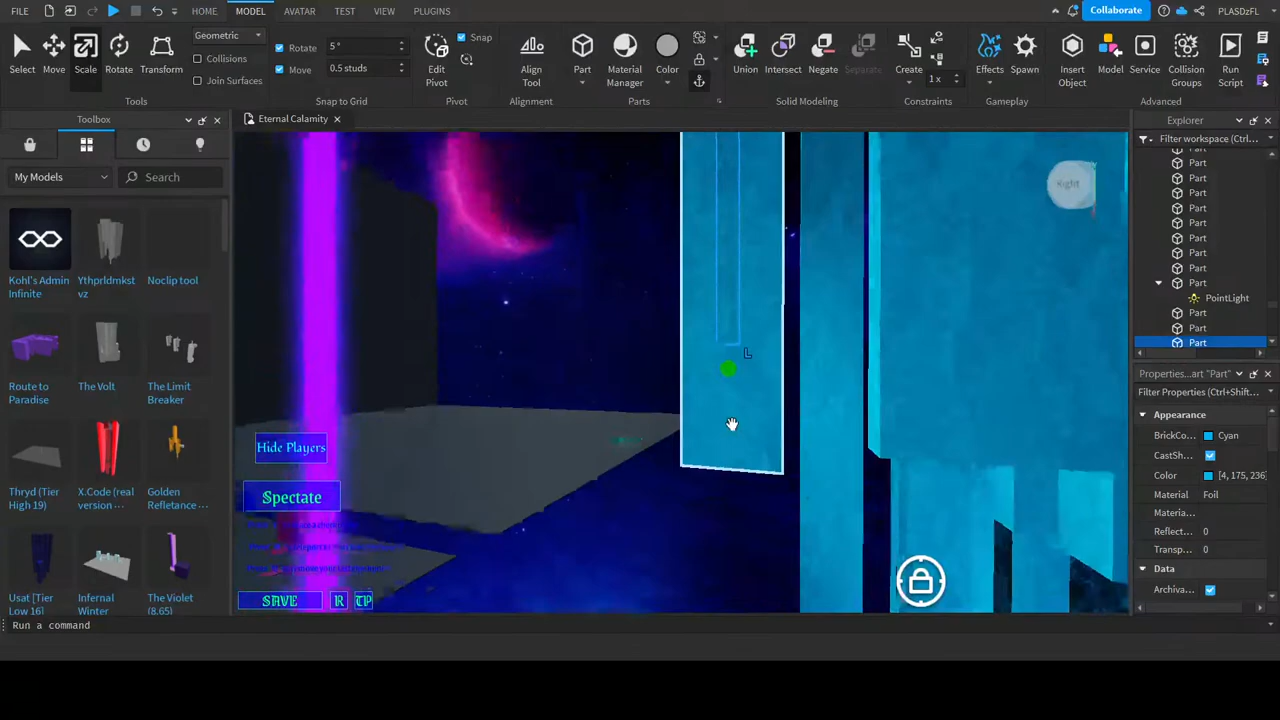 FILE
HOME
MODEL
AVATAR
TEST
VIEW
PLUGINS
Collaborate
PLASDzFL
Select
Move
Scale
Rotate
Transform
Geometric
Collisions
Join Surfaces
Tools
Rotate
5 °
Move
0.5 studs
Snap to Grid
Edit
Pivot
Snap
Pivot
Align
Tool
Alignment
Part
Material
Manager
Color
Parts
Union
Intersect
Negate
Separate
Solid Modeling
Create
1 x
Constraints
Effects
Spawn
Gameplay
Insert
Object
Model
Service
Collision
Groups
Run
Script
Advanced
Toolbox
Eternal Calamity
Explorer
My Models
Search
Filter workspace (Ctrl+...
Kohl's Admin
Infinite
Ythprldmkst
vz
Noclip tool
Route to
Paradise
The Volt
The Limit
Breaker
Thryd (Tier
High 19)
X.Code (real
version ...
Golden
Refletance ...
Usat [Tier
Low 16]
Infernal
Winter
The Violet
(8.65)
Right
L
Hide Players
Spectate
SAVE
R
TP
Part
Part
Part
Part
Part
Part
Part
Part
Part
Part
PointLight
Part
Part
Part
Properties...art "Part"
Filter Properties (Ctrl+Shift...
Appearance
BrickCo...
Cyan
CastSh...
Color
[4, 175, 236]
Material
Foil
Materia...
Reflect...
0
Transp...
0
Data
Archiva...
Run a command